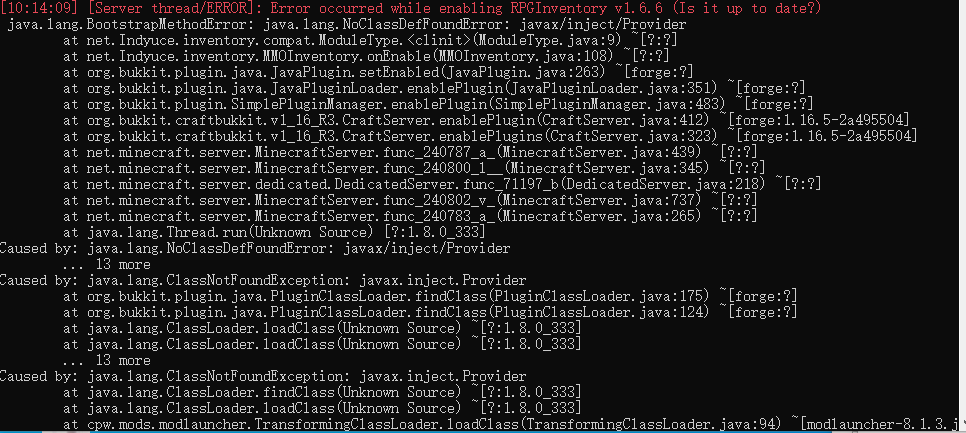 [10:14:09] [Server thread/ERROR]: Error occurred while enabling RPGInventory v1.6.6 (Is it up to date?)
java.lang.BootstrapMethodError: java.lang.NoClassDefFoundError: javax/inject/Provider
at net.Indyuce.inventory.compat.ModuleType.<clinit>(ModuleType.java:9) ~[?:?]
at net.Indyuce.inventory.MMOInventory.onEnable(MMOInventory.java:108) ~[?:?]
at org.bukkit.plugin.java.JavaPlugin.setEnabled(JavaPlugin.java:263) ~[forge:?]
at org.bukkit.plugin.java.JavaPluginLoader.enablePlugin(JavaPluginLoader.java:351) ~[forge:?]
at org.bukkit.plugin.SimplePluginManager.enablePlugin(SimplePluginManager.java:483) ~[forge:?]
at org.bukkit.craftbukkit.v1_16_R3.CraftServer.enablePlugin(CraftServer.java:412) ~[forge:1.16.5-2a495504]
at org.bukkit.craftbukkit.v1_16_R3.CraftServer.enablePlugins(CraftServer.java:323) ~[forge:1.16.5-2a495504]
at net.minecraft.server.MinecraftServer.func_240787_a_(MinecraftServer.java:439) ~[?:?]
at net.minecraft.server.MinecraftServer.func_240800_l__(MinecraftServer.java:345) ~[?:?]
at net.minecraft.server.dedicated.DedicatedServer.func_71197_b(DedicatedServer.java:218) ~[?:?]
at net.minecraft.server.MinecraftServer.func_240802_v_(MinecraftServer.java:737) ~[?:?]
at net.minecraft.server.MinecraftServer.func_240783_a_(MinecraftServer.java:265) ~[?:?]
at java.lang.Thread.run(Unknown Source) [?:1.8.0_333]
Caused by: java.lang.NoClassDefFoundError: javax/inject/Provider
... 13 more
Caused by: java.lang.ClassNotFoundException: javax.inject.Provider
at org.bukkit.plugin.java.PluginClassLoader.findClass(PluginClassLoader.java:175) ~[forge:?]
at org.bukkit.plugin.java.PluginClassLoader.findClass(PluginClassLoader.java:124) ~[forge:?]
at java.lang.ClassLoader.loadClass(Unknown Source) ~[?:1.8.0_333]
at java.lang.ClassLoader.loadClass(Unknown Source) ~[?:1.8.0_333]
... 13 more
Caused by: java.lang.ClassNotFoundException: javax.inject.Provider
at java.lang.ClassLoader.findClass(Unknown Source) ~[?:1.8.0_333]
at java.lang.ClassLoader.loadClass(Unknown Source) ~[?:1.8.0_333]
at cpw.mods.modlauncher.TransformingClassLoader.loadClass(TransformingClassLoader.java:94) ~[modlauncher-8.1.3.j